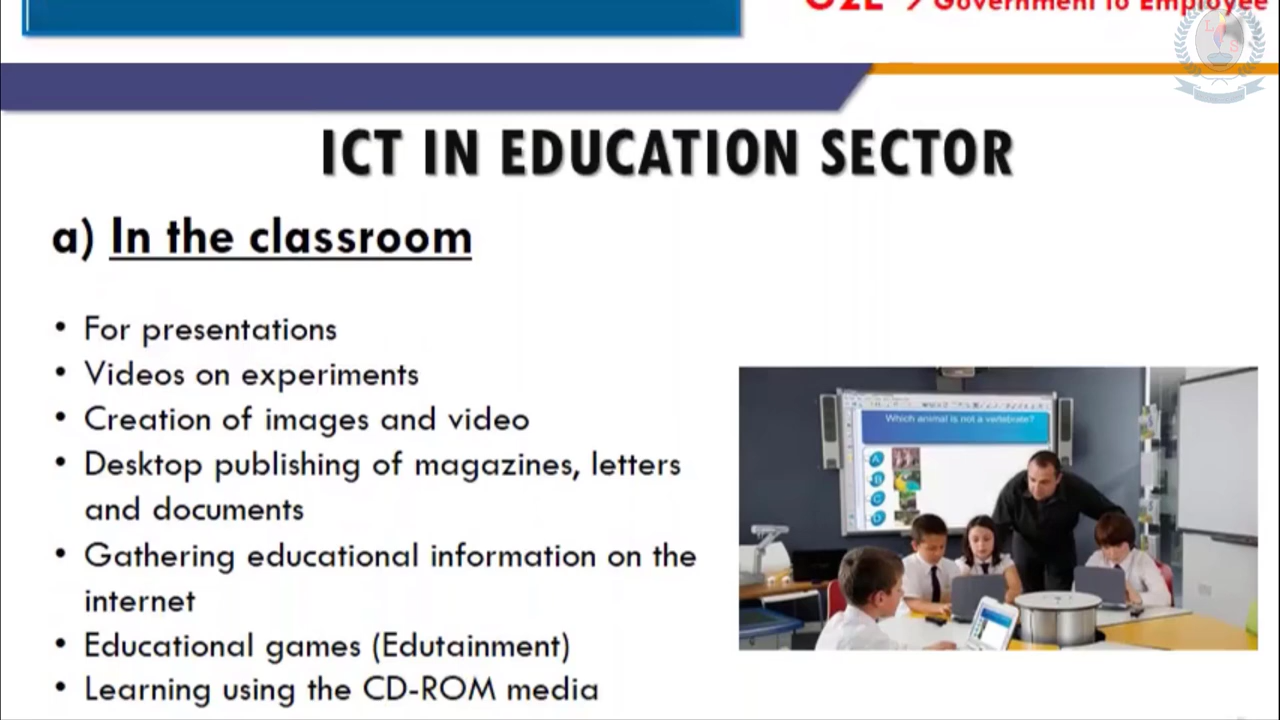 G2E → Government to Employee
L S
ICT IN EDUCATION SECTOR
a) In the classroom
• For presentations
• Videos on experiments
• Creation of images and video
• Desktop publishing of magazines, letters
and documents
• Gathering educational information on the
internet
• Educational games (Edutainment)
• Learning using the CD-ROM media
Which animal is not a vertebrate?
A
B
C
D